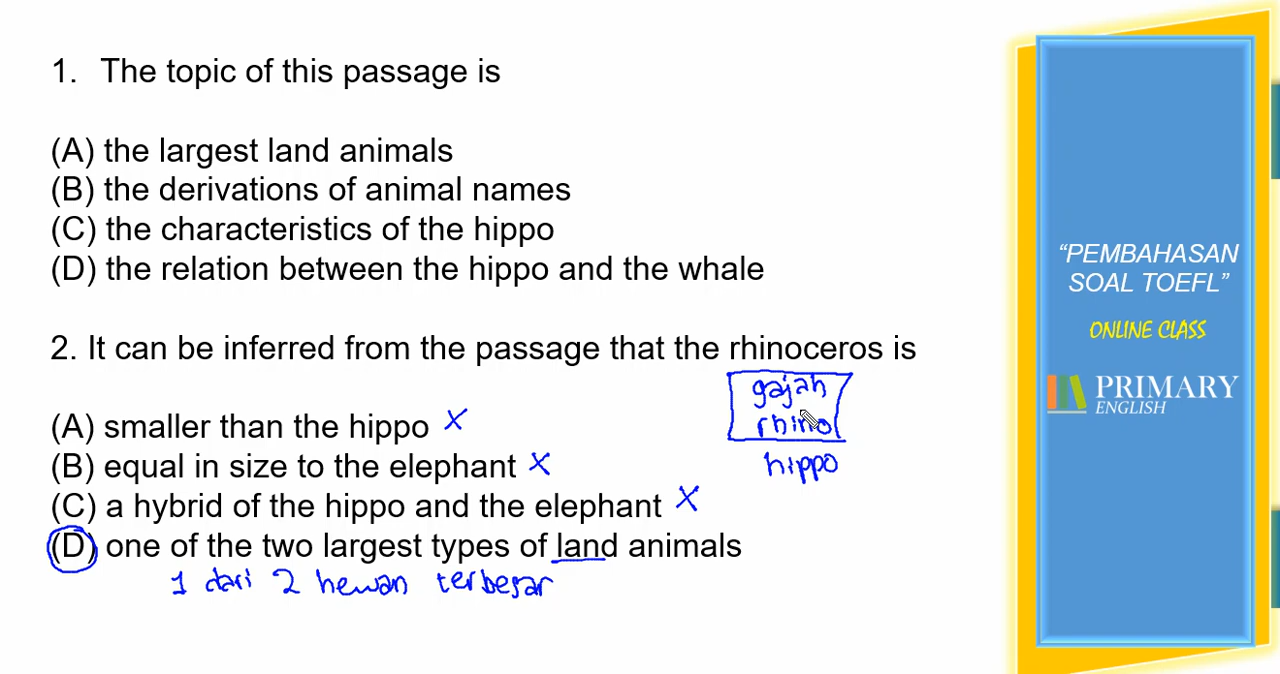 1. The topic of this passage is
(A) the largest land animals
(B) the derivations of animal names
(C) the characteristics of the hippo
(D) the relation between the hippo and the whale
2. It can be inferred from the passage that the rhinoceros is
(A) smaller than the hippo x
(B) equal in size to the elephant x
(C) a hybrid of the hippo and the elephant x
(D) one of the two largest types of land animals
1 dari 2 hewan terbesar
gajah
rhino
hippo
“PEMBAHASAN
SOAL TOEFL”
ONLINE CLASS
PRIMARY
ENGLISH